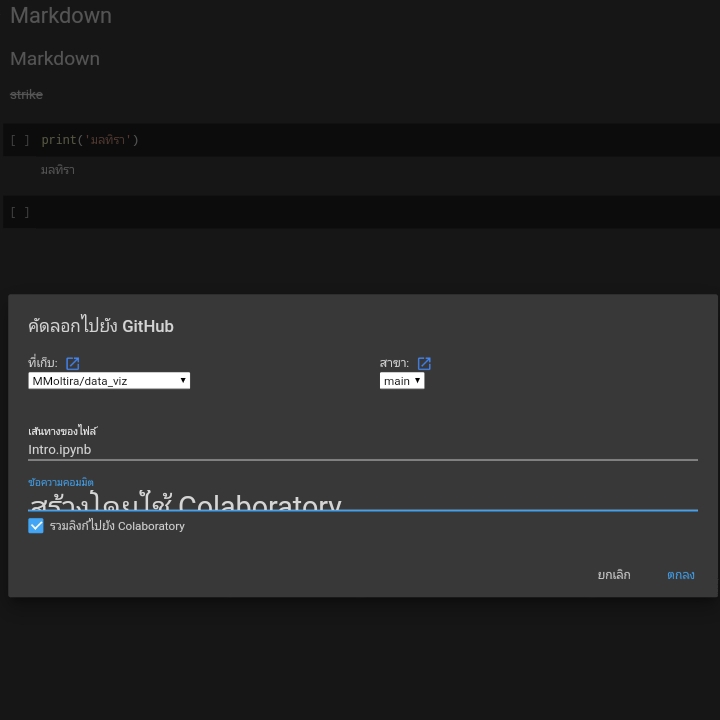 Markdown
Markdown
strike
[ ] print('มลทิรา')
มลทิรา
[ ]
คัดลอกไปยัง GitHub
ที่เก็บ: สาขา:
MMoltira/data_viz ▼ main ▼
เส้นทางของไฟล์
Intro.ipynb
ข้อความคอมมิต
สร้างโดยใช้ Colaboratory
รวมลิงก์ไปยัง Colaboratory
ยกเลิก ตกลง